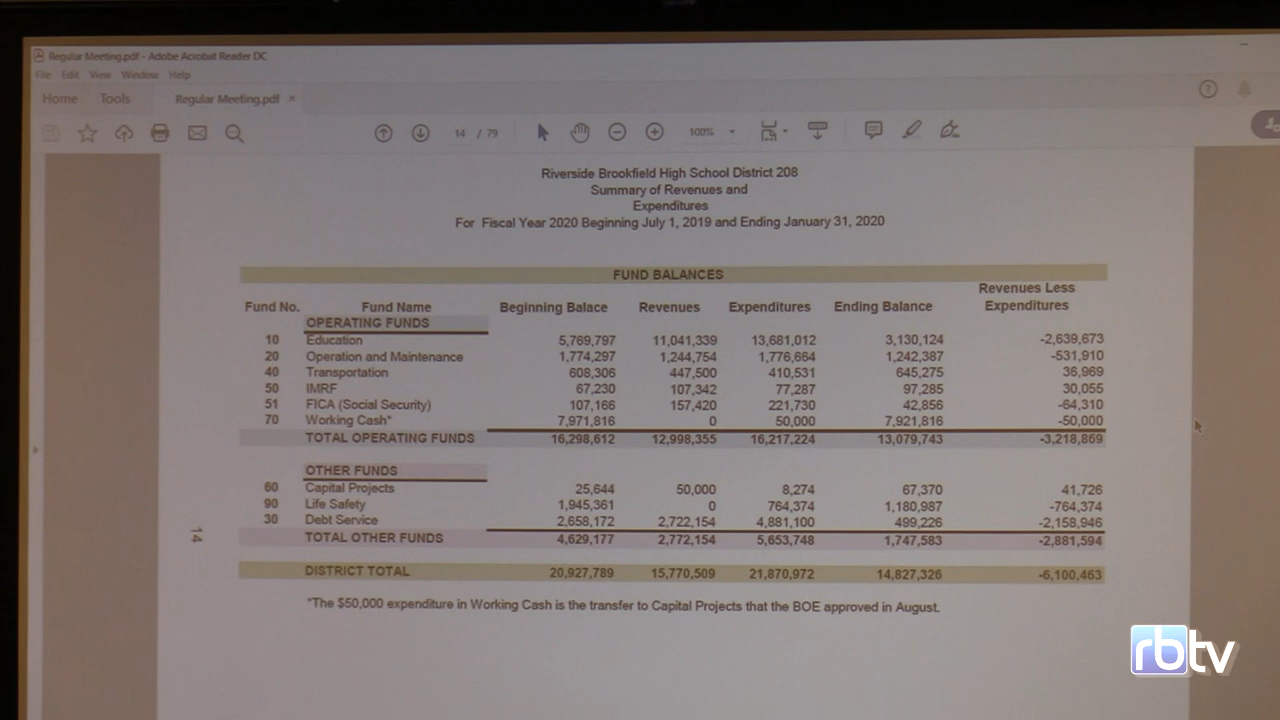 Regular Meeting.pdf - Adobe Acrobat Reader DC
File Edit View Window Help
Home Tools Regular Meeting.pdf ×
14 / 79 100%
Riverside Brookfield High School District 208
Summary of Revenues and
Expenditures
For Fiscal Year 2020 Beginning July 1, 2019 and Ending January 31, 2020
FUND BALANCES
Revenues Less
Fund No. Fund Name Beginning Balace Revenues Expenditures Ending Balance Expenditures
OPERATING FUNDS
10 Education 5,769,797 11,041,339 13,681,012 3,130,124 -2,639,673
20 Operation and Maintenance 1,774,297 1,244,754 1,776,664 1,242,387 -531,910
40 Transportation 608,306 447,500 410,531 645,275 36,969
50 IMRF 67,230 107,342 77,287 97,285 30,055
51 FICA (Social Security) 107,166 157,420 221,730 42,856 -64,310
70 Working Cash* 7,971,816 0 50,000 7,921,816 -50,000
TOTAL OPERATING FUNDS 16,298,612 12,998,355 16,217,224 13,079,743 -3,218,869
OTHER FUNDS
60 Capital Projects 25,644 50,000 8,274 67,370 41,726
90 Life Safety 1,945,361 0 764,374 1,180,987 -764,374
30 Debt Service 2,658,172 2,722,154 4,881,100 499,226 -2,158,946
14
TOTAL OTHER FUNDS 4,629,177 2,772,154 5,653,748 1,747,583 -2,881,594
DISTRICT TOTAL 20,927,789 15,770,509 21,870,972 14,827,326 -6,100,463
*The $50,000 expenditure in Working Cash is the transfer to Capital Projects that the BOE approved in August.
rbtv